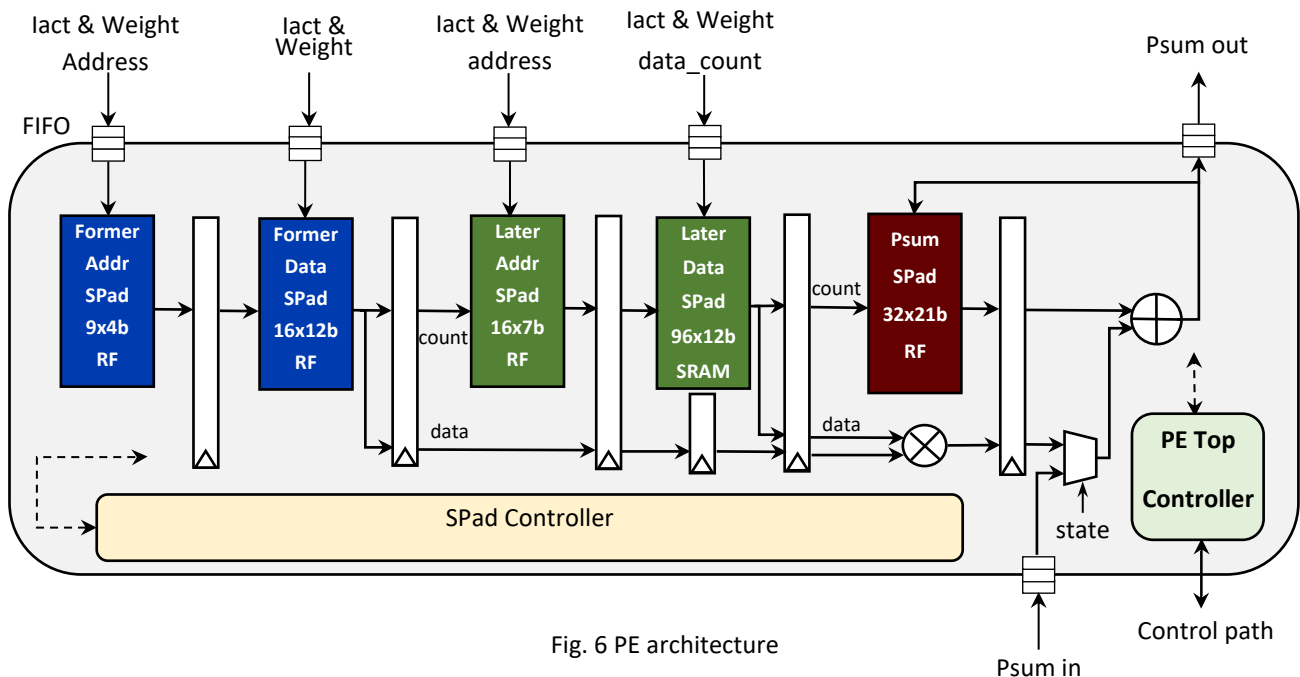 Iact & Weight
Address
Iact &
Weight
Iact & Weight
address
Iact & Weight
data_count
Psum out
FIFO
Former
Addr
SPad
9x4b
RF
Former
Data
SPad
16x12b
RF
count
data
Later
Addr
SPad
16x7b
RF
Later
Data
SPad
96x12b
SRAM
count
data
Psum
SPad
32x21b
RF
PE Top
Controller
SPad Controller
state
Fig. 6 PE architecture
Psum in
Control path